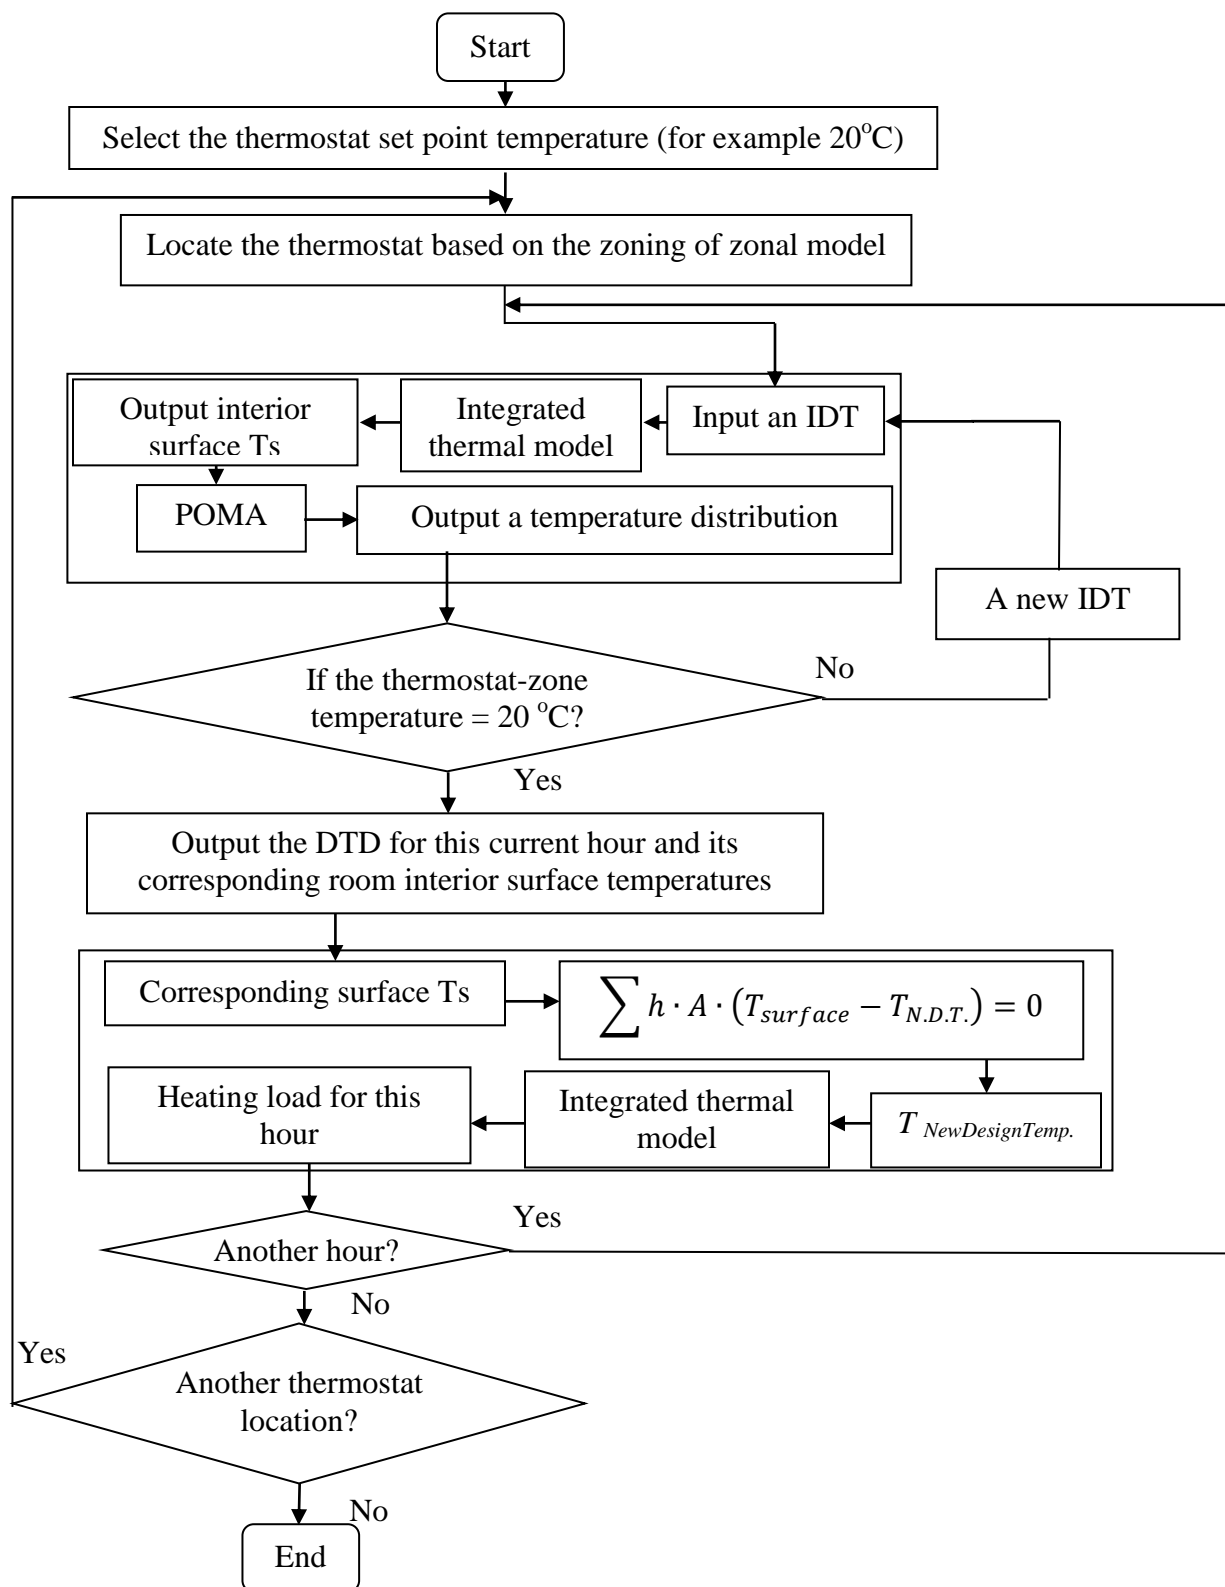 Start
Select the thermostat set point temperature (for example 20°C)
Locate the thermostat based on the zoning of zonal model
Output interior
surface Ts
Integrated
thermal model
Input an IDT
POMA
Output a temperature distribution
A new IDT
If the thermostat-zone
temperature = 20 °C?
No
Yes
Output the DTD for this current hour and its
corresponding room interior surface temperatures
Corresponding surface Ts
∑ h · A · (T_surface − T_N.D.T.) = 0
Heating load for this
hour
Integrated thermal
model
T NewDesignTemp.
Another hour?
Yes
No
Yes
Another thermostat
location?
No
End